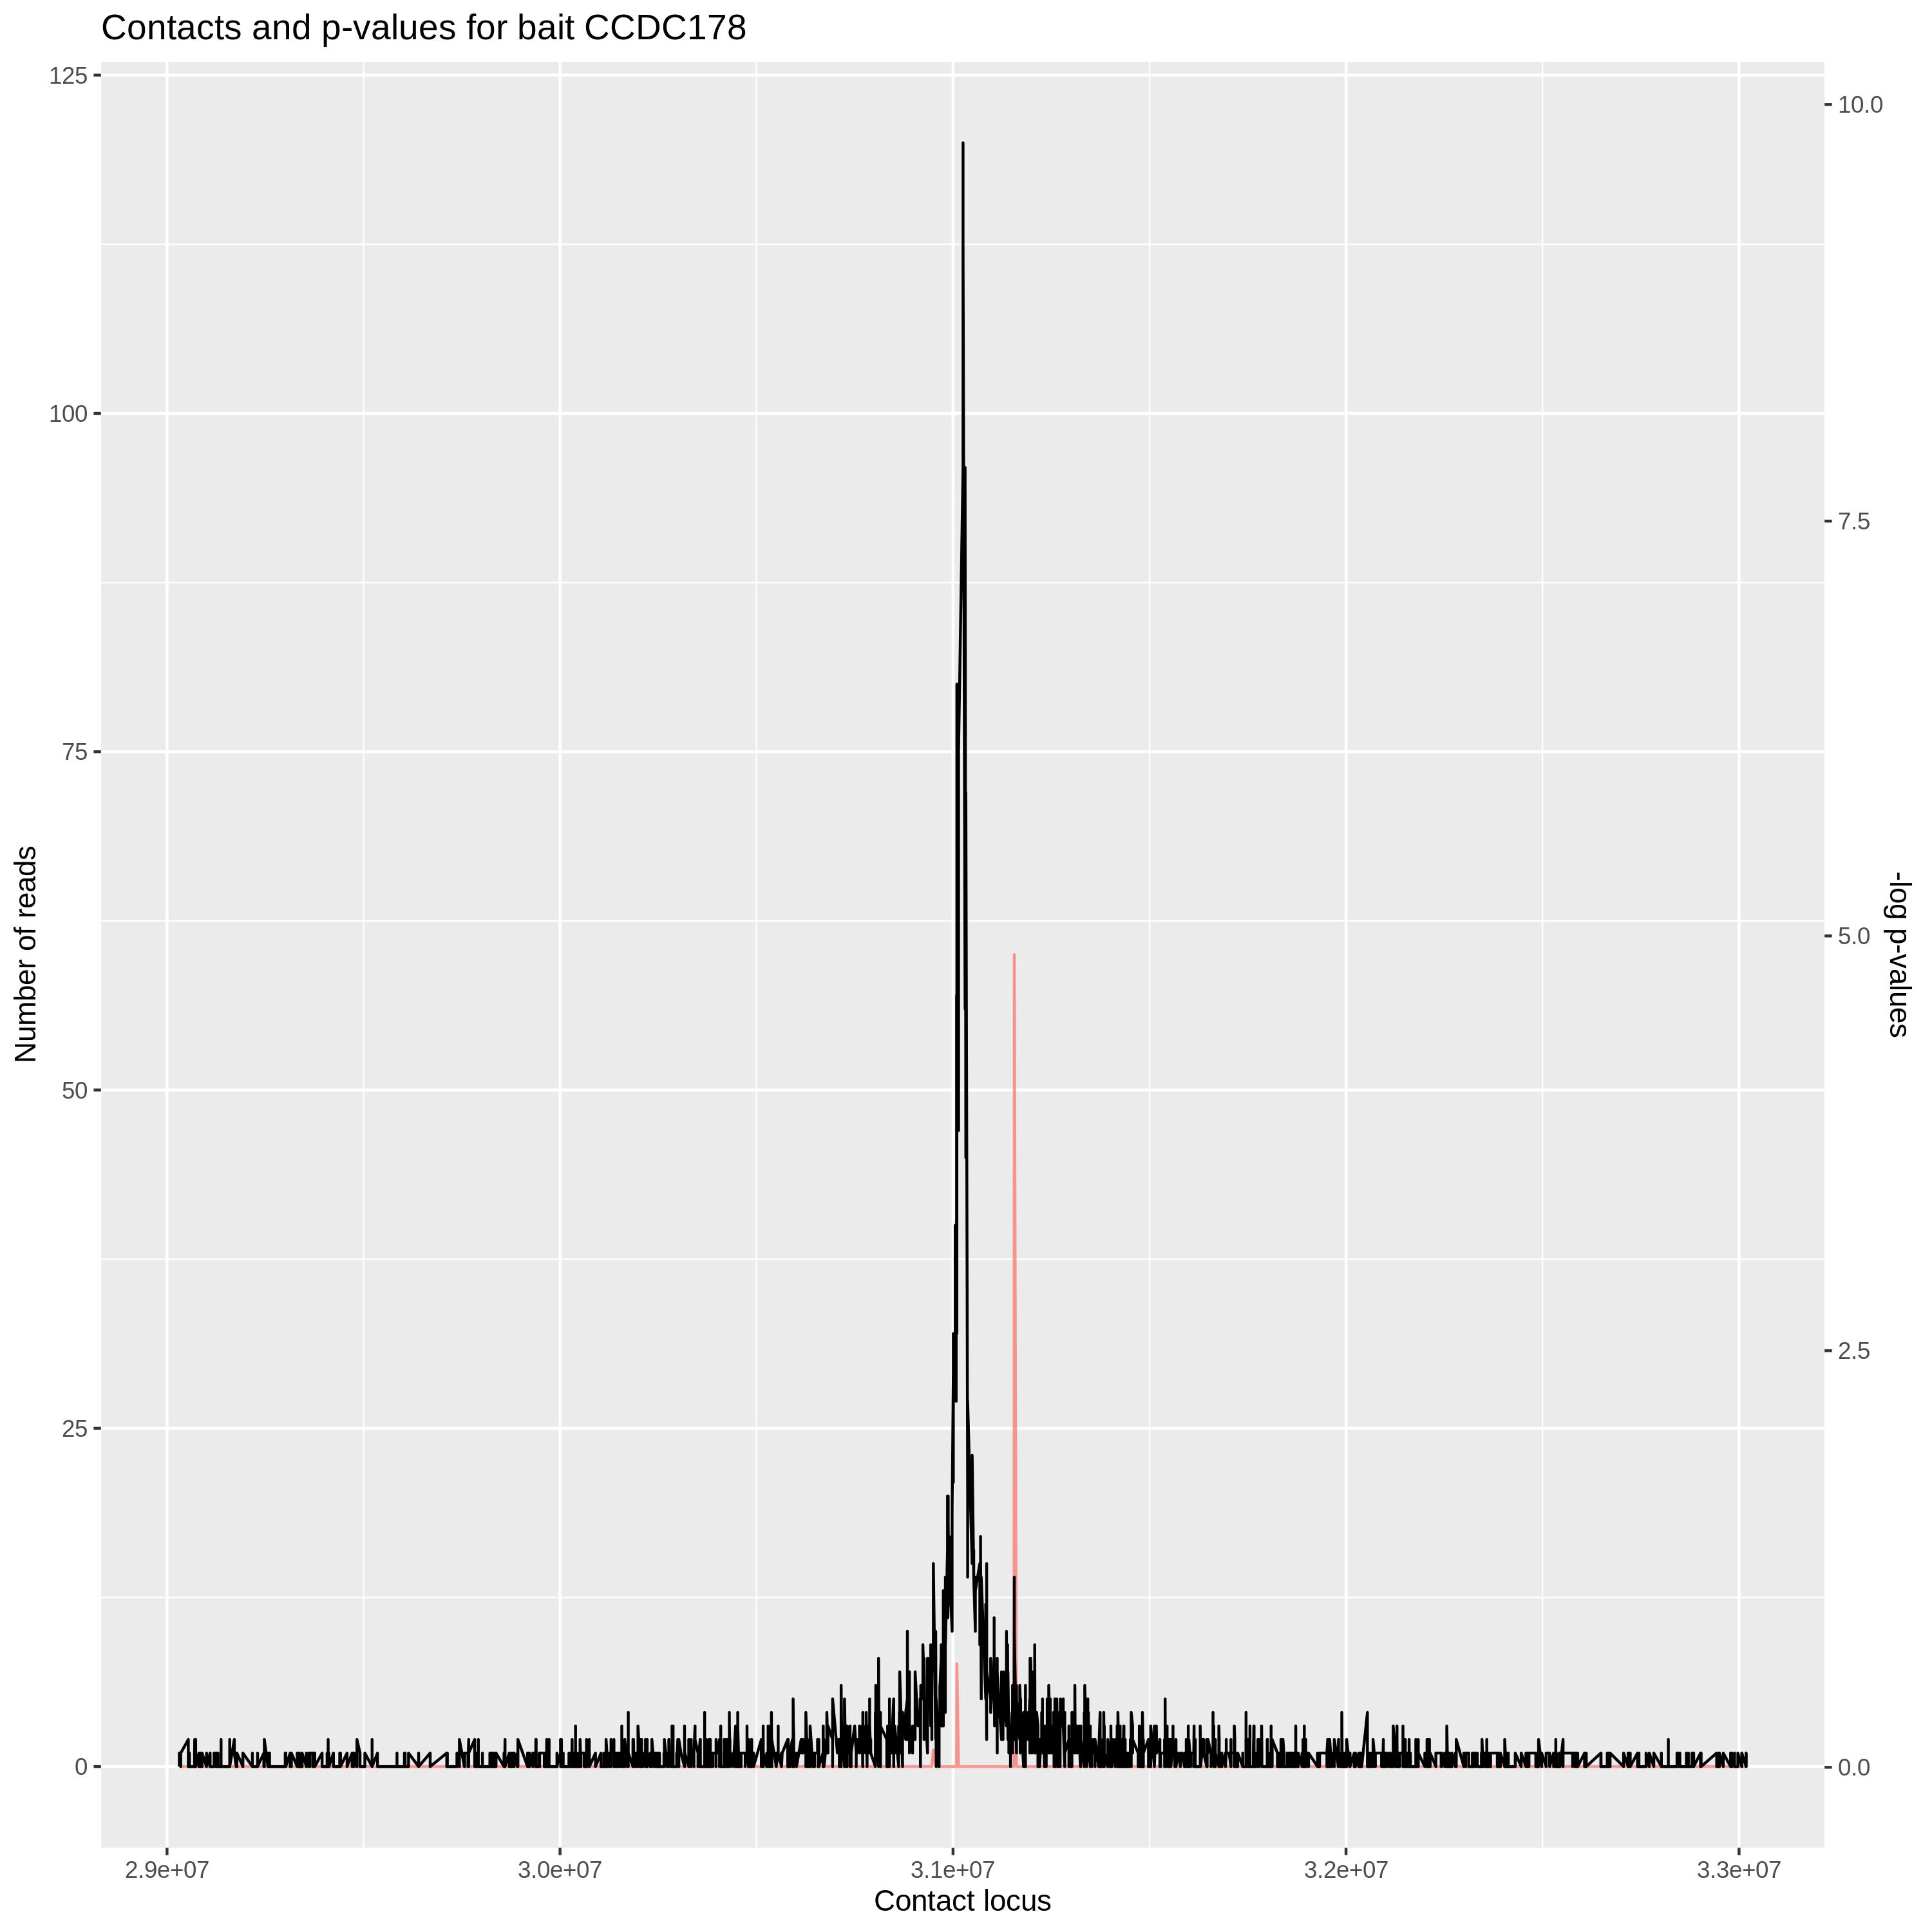 Contacts and p-values for bait CCDC178
125
100
75
50
25
0
Number of reads
10.0
7.5
5.0
2.5
0.0
-log p-values
2.9e+07
3.0e+07
3.1e+07
3.2e+07
3.3e+07
Contact locus